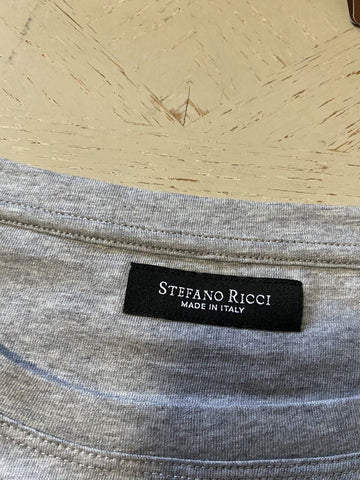 STEFANO RICCI
MADE IN ITALY